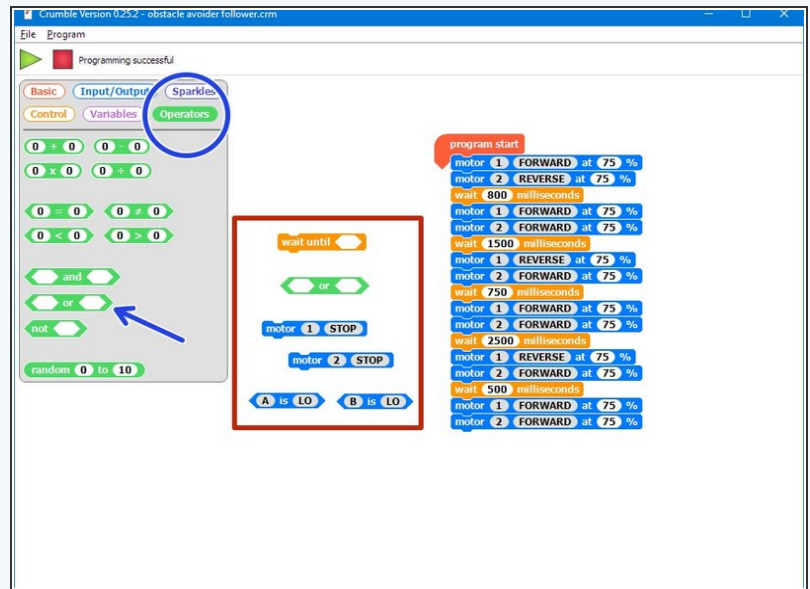 Crumble Version 0.25.2 - obstacle avoider follower.crm
File Program
Programming successful
Basic Input/Output Sparkles
Control Variables Operators
0 + 0 0 - 0
0 x 0 0 ÷ 0
0 = 0 0 ≠ 0
0 < 0 0 > 0
and
or
not
random 0 to 10
wait until
or
motor 1 STOP
motor 2 STOP
A is LO B is LO
program start
motor 1 FORWARD at 75 %
motor 2 REVERSE at 75 %
wait 800 milliseconds
motor 1 FORWARD at 75 %
motor 2 FORWARD at 75 %
wait 1500 milliseconds
motor 1 REVERSE at 75 %
motor 2 FORWARD at 75 %
wait 750 milliseconds
motor 1 FORWARD at 75 %
motor 2 FORWARD at 75 %
wait 2500 milliseconds
motor 1 REVERSE at 75 %
motor 2 FORWARD at 75 %
wait 500 milliseconds
motor 1 FORWARD at 75 %
motor 2 FORWARD at 75 %